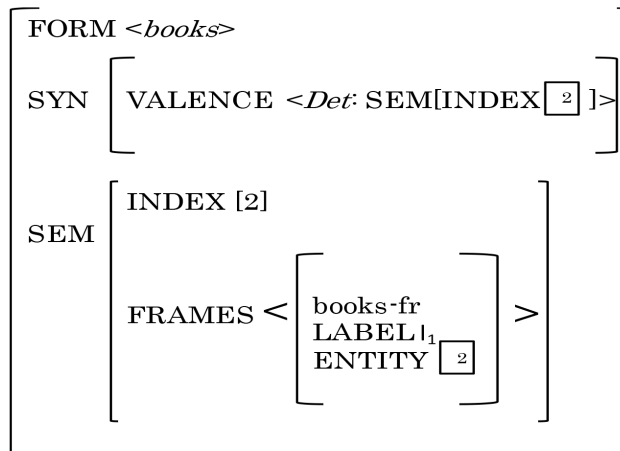 FORM <books>
SYN VALENCE <Det: SEM[INDEX 2 ]>
INDEX [2]
SEM
FRAMES < >
books-fr
LABEL l₁
ENTITY 2